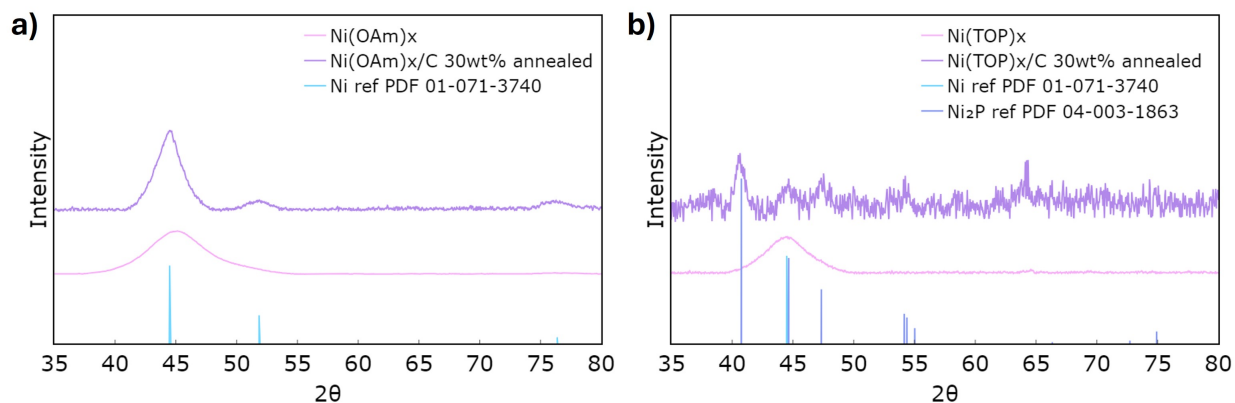 a)
Ni(OAm)x
Ni(OAm)x/C 30wt% annealed
Ni ref PDF 01-071-3740
Intensity
35 40 45 50 55 60 65 70 75 80
2θ
b)
Ni(TOP)x
Ni(TOP)x/C 30wt% annealed
Ni ref PDF 01-071-3740
Ni₂P ref PDF 04-003-1863
Intensity
35 40 45 50 55 60 65 70 75 80
2θ